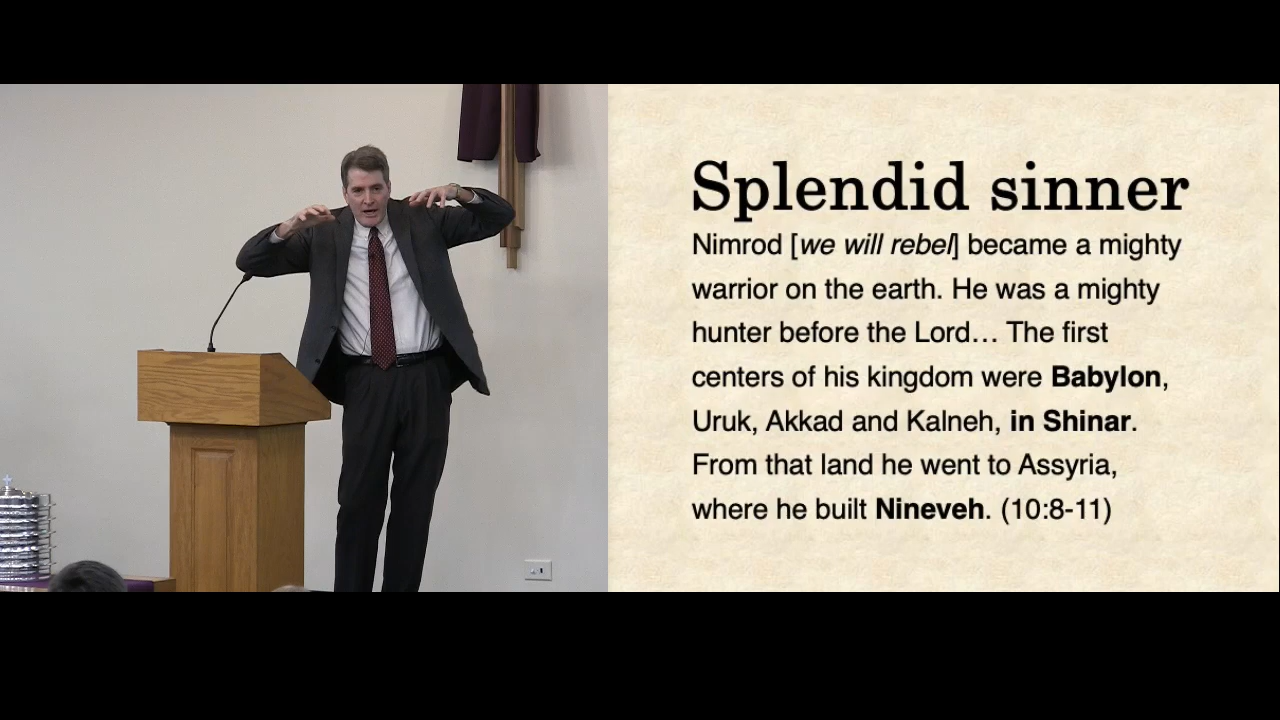 Splendid sinner
Nimrod [we will rebel] became a mighty
warrior on the earth. He was a mighty
hunter before the Lord… The first
centers of his kingdom were Babylon,
Uruk, Akkad and Kalneh, in Shinar.
From that land he went to Assyria,
where he built Nineveh. (10:8-11)